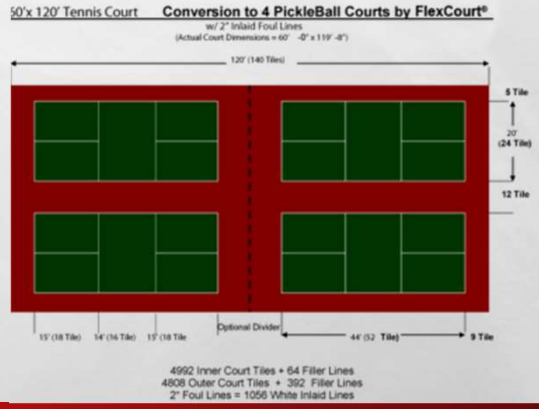 50'x 120' Tennis Court Conversion to 4 PickleBall Courts by FlexCourt®
w/ 2" Inlaid Foul Lines
(Actual Court Dimensions = 60' -0" x 119' -8")
120' (140 Tiles)
5 Tile
20'
(24 Tile)
12 Tile
15' (18 Tile) 14' (16 Tile) 15' (18 Tile Optional Divider 44' (52 Tile) 9 Tile
4992 Inner Court Tiles + 64 Filler Lines
4808 Outer Court Tiles + 392 Filler Lines
2" Foul Lines = 1056 White Inlaid Lines